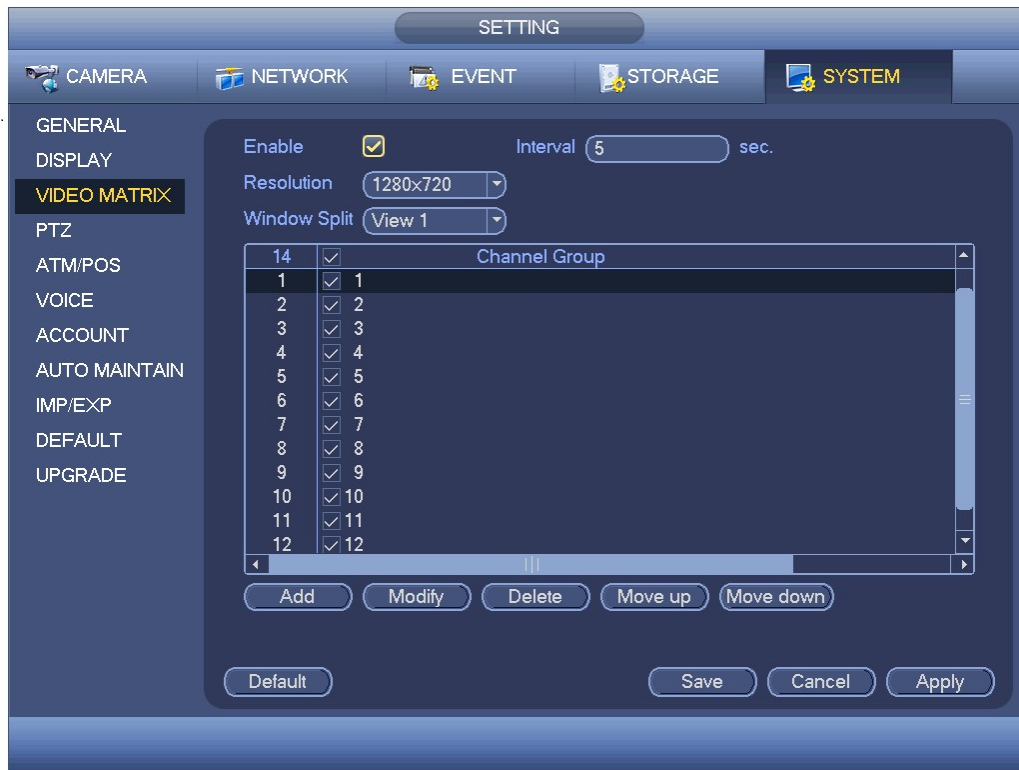 SETTING
CAMERA NETWORK EVENT STORAGE SYSTEM
GENERAL
DISPLAY
VIDEO MATRIX
PTZ
ATM/POS
VOICE
ACCOUNT
AUTO MAINTAIN
IMP/EXP
DEFAULT
UPGRADE
Enable Interval 5 sec.
Resolution 1280x720
Window Split View 1
14 Channel Group
1 1
2 2
3 3
4 4
5 5
6 6
7 7
8 8
9 9
10 10
11 11
12 12
Add Modify Delete Move up Move down
Default Save Cancel Apply